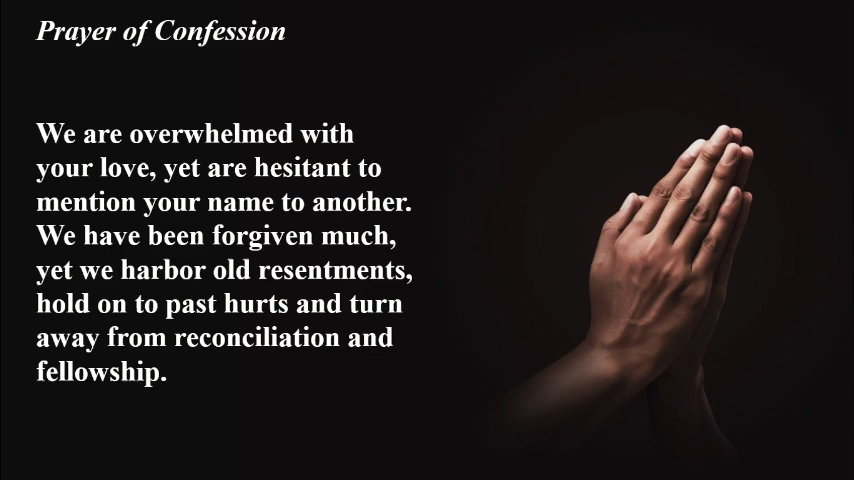 Prayer of Confession
We are overwhelmed with
your love, yet are hesitant to
mention your name to another.
We have been forgiven much,
yet we harbor old resentments,
hold on to past hurts and turn
away from reconciliation and
fellowship.